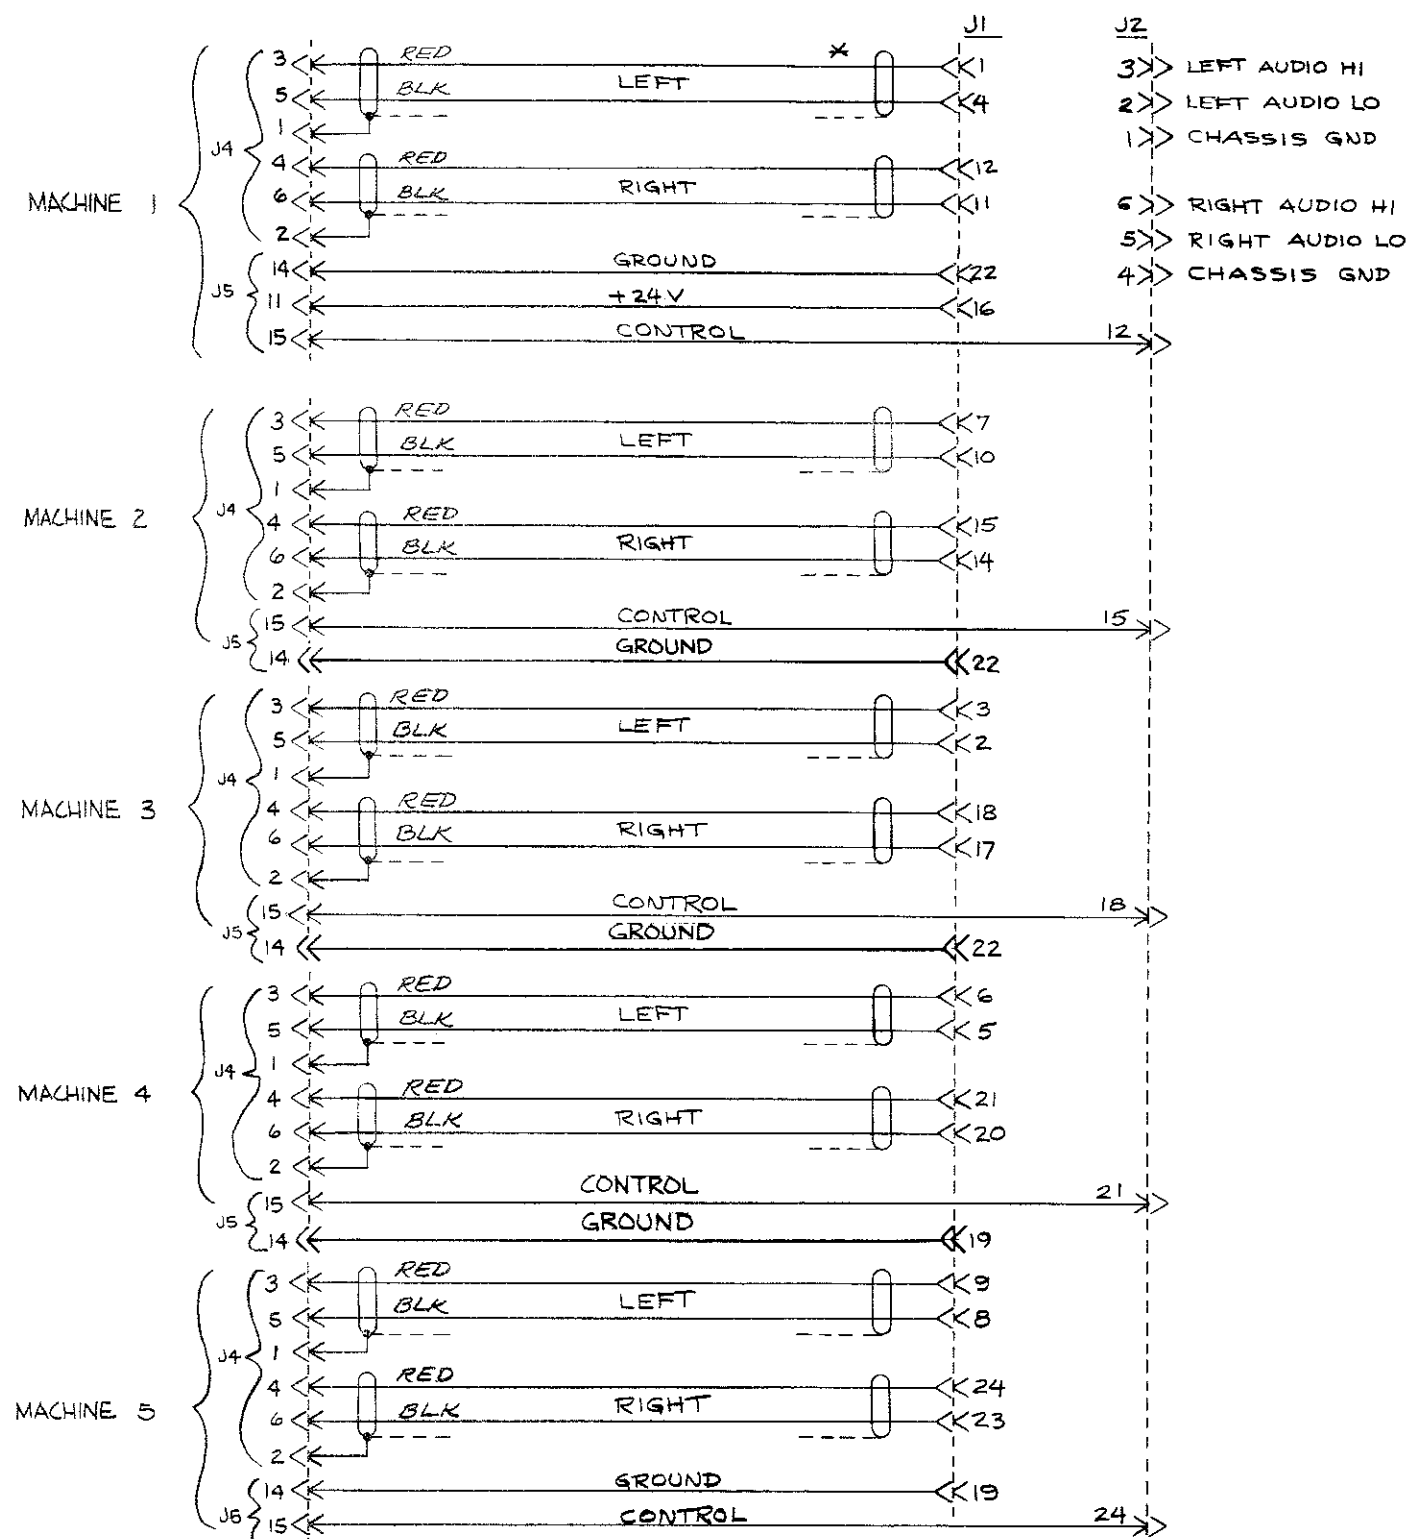 J1 J2
3 RED * 1 3 LEFT AUDIO HI
LEFT
5 BLK 4 2 LEFT AUDIO LO
1 1 CHASSIS GND
J4
4 RED 12
RIGHT
MACHINE 1 6 BLK 11 6 RIGHT AUDIO HI
2 5 RIGHT AUDIO LO
14 GROUND 22 4 CHASSIS GND
J5
11 +24V 16
15 CONTROL 12
3 RED 7
LEFT
5 BLK 10
1
J4
MACHINE 2
4 RED 15
RIGHT
6 BLK 14
2
15 CONTROL 15
J5
14 GROUND 22
3 RED 3
LEFT
5 BLK 2
1
J4
MACHINE 3
4 RED 18
RIGHT
6 BLK 17
2
15 CONTROL 18
J5
14 GROUND 22
3 RED 6
LEFT
5 BLK 5
1
J4
MACHINE 4
4 RED 21
RIGHT
6 BLK 20
2
15 CONTROL 21
J5
14 GROUND 19
3 RED 9
LEFT
5 BLK 8
1
J4
4 RED 24
RIGHT
MACHINE 5
6 BLK 23
2
14 GROUND 19
J6
15 CONTROL 24